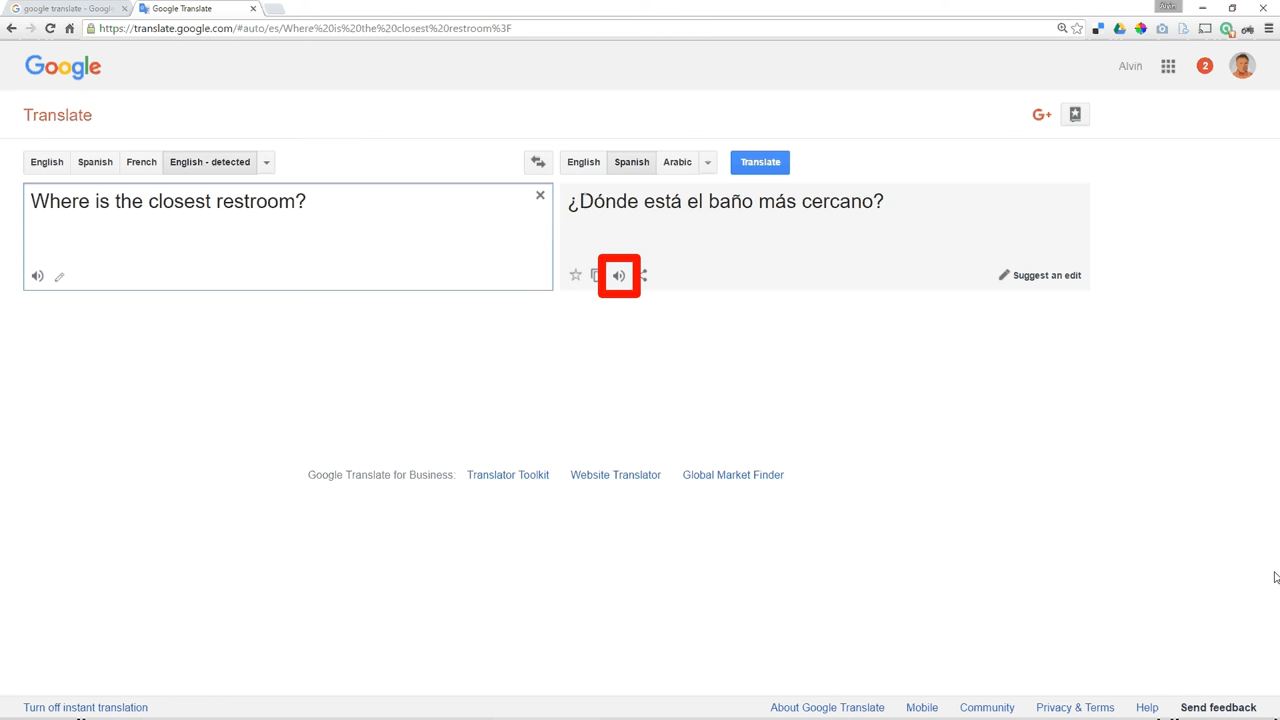 google translate - Googl
Google Translate
Alvin
https://translate.google.com/#auto/es/Where%20is%20the%20closest%20restroom%3F
Google
Alvin
2
Translate
G+
English Spanish French English - detected
English Spanish Arabic Translate
Where is the closest restroom?
¿Dónde está el baño más cercano?
Suggest an edit
Google Translate for Business: Translator Toolkit Website Translator Global Market Finder
Turn off instant translation
About Google Translate Mobile Community Privacy & Terms Help Send feedback